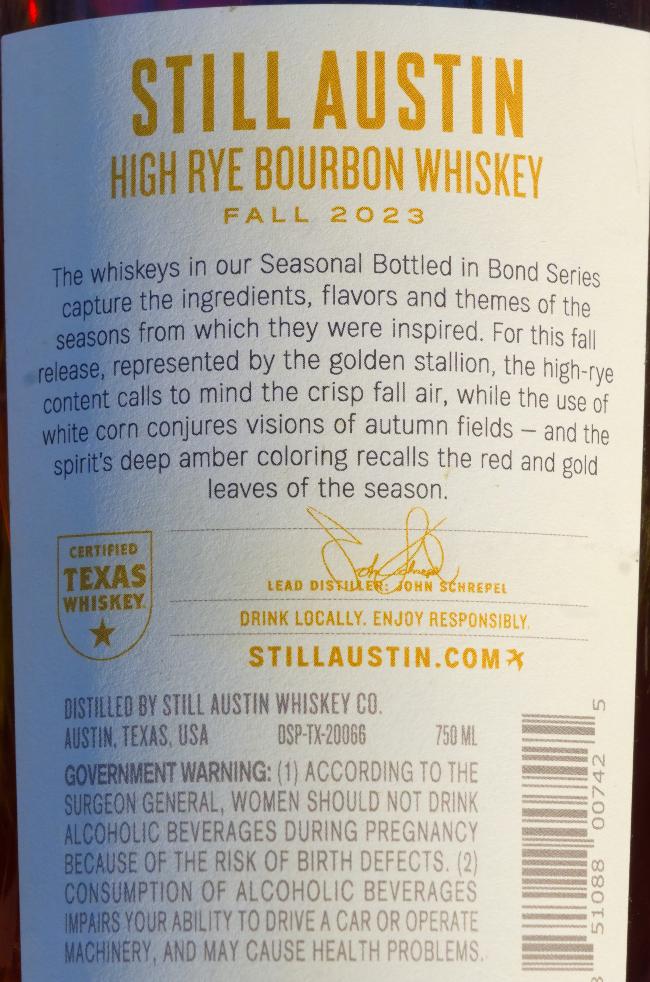 STILL AUSTIN
HIGH RYE BOURBON WHISKEY
FALL 2023
The whiskeys in our Seasonal Bottled in Bond Series
capture the ingredients, flavors and themes of the
seasons from which they were inspired. For this fall
release, represented by the golden stallion, the high-rye
content calls to mind the crisp fall air, while the use of
white corn conjures visions of autumn fields – and the
spirit's deep amber coloring recalls the red and gold
leaves of the season.
CERTIFIED
TEXAS
WHISKEY
LEAD DISTILLER: JOHN SCHREPEL
DRINK LOCALLY. ENJOY RESPONSIBLY.
STILLAUSTIN.COM
DISTILLED BY STILL AUSTIN WHISKEY CO.
AUSTIN, TEXAS, USA DSP-TX-20066 750 ML
GOVERNMENT WARNING: (1) ACCORDING TO THE
SURGEON GENERAL, WOMEN SHOULD NOT DRINK
ALCOHOLIC BEVERAGES DURING PREGNANCY
BECAUSE OF THE RISK OF BIRTH DEFECTS. (2)
CONSUMPTION OF ALCOHOLIC BEVERAGES
IMPAIRS YOUR ABILITY TO DRIVE A CAR OR OPERATE
MACHINERY, AND MAY CAUSE HEALTH PROBLEMS.
51088 00742 5